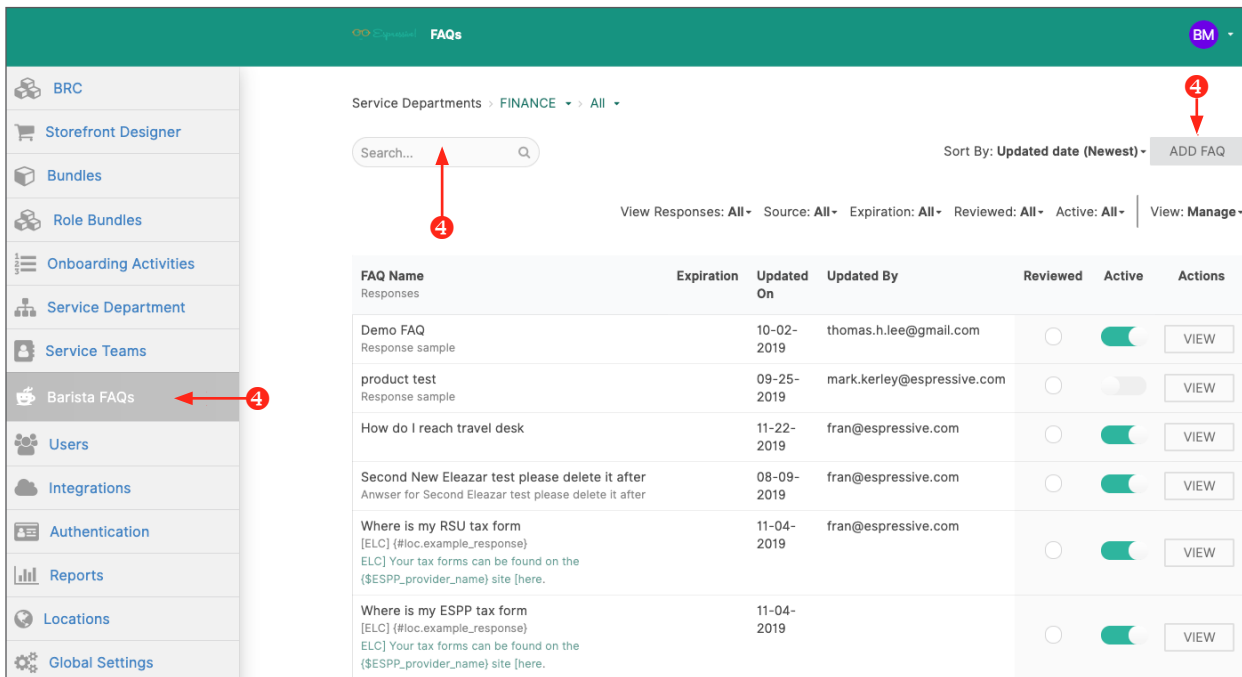 Espressive FAQs BM
BRC
Storefront Designer
Bundles
Role Bundles
Onboarding Activities
Service Department
Service Teams
Barista FAQs
4
Users
Integrations
Authentication
Reports
Locations
Global Settings
Service Departments › FINANCE › All
4
Search...
4
Sort By: Updated date (Newest) ADD FAQ
View Responses: All Source: All Expiration: All Reviewed: All Active: All View: Manage
FAQ Name Expiration Updated Updated By Reviewed Active Actions
Responses On
Demo FAQ 10-02- thomas.h.lee@gmail.com VIEW
Response sample 2019
product test 09-25- mark.kerley@espressive.com VIEW
Response sample 2019
How do I reach travel desk 11-22- fran@espressive.com VIEW
2019
Second New Eleazar test please delete it after 08-09- fran@espressive.com VIEW
Anwser for Second Eleazar test please delete it after 2019
Where is my RSU tax form 11-04- fran@espressive.com
[ELC] {#loc.example_response} 2019
VIEW
ELC] Your tax forms can be found on the
{$ESPP_provider_name} site [here.
Where is my ESPP tax form 11-04-
[ELC] {#loc.example_response} 2019
VIEW
ELC] Your tax forms can be found on the
{$ESPP_provider_name} site [here.